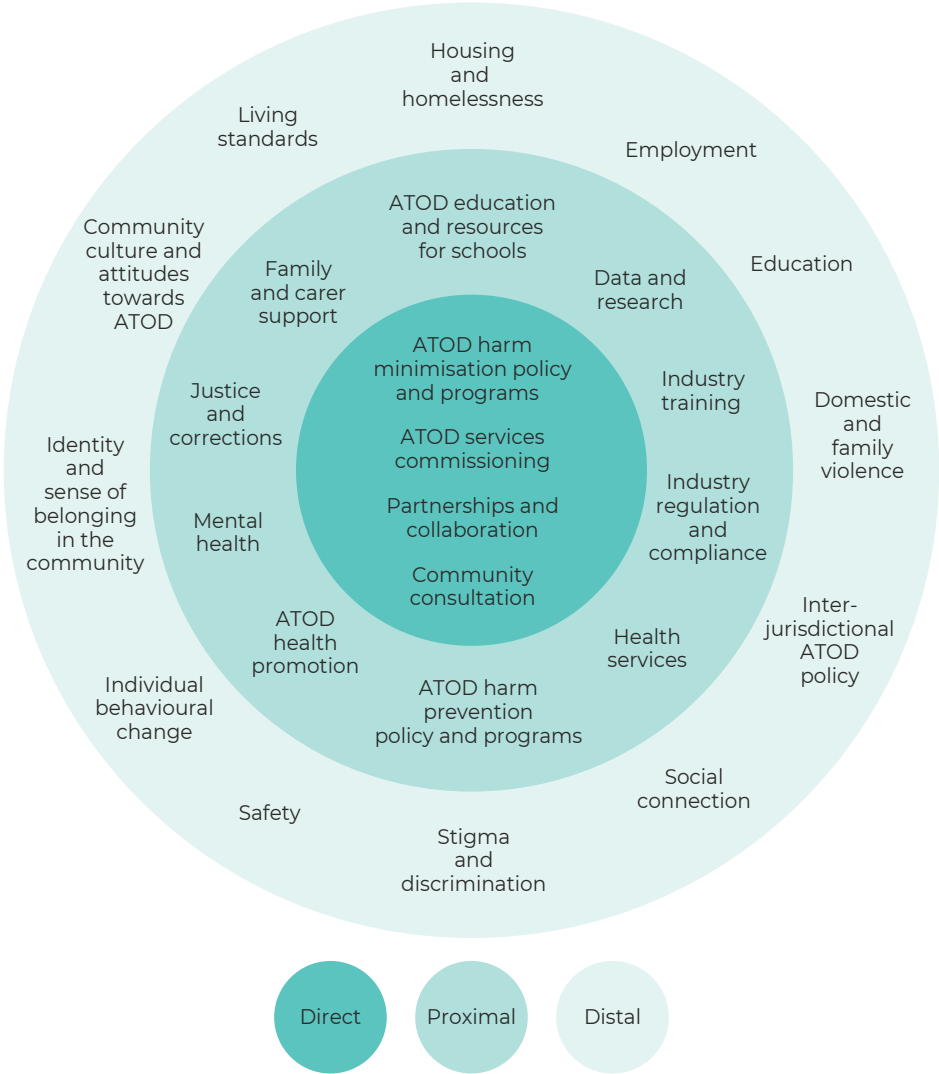 Housing
and
homelessness
Living
standards
Employment
Community
culture and
attitudes
towards
ATOD
Education
Identity
and
sense of
belonging
in the
community
Domestic
and
family
violence
Individual
behavioural
change
Inter-
jurisdictional
ATOD
policy
Safety
Social
connection
Stigma
and
discrimination
ATOD education
and resources
for schools
Family
and carer
support
Data and
research
Justice
and
corrections
Industry
training
Mental
health
Industry
regulation
and
compliance
ATOD
health
promotion
Health
services
ATOD harm
prevention
policy and programs
ATOD harm
minimisation policy
and programs
ATOD services
commissioning
Partnerships and
collaboration
Community
consultation
Direct
Proximal
Distal